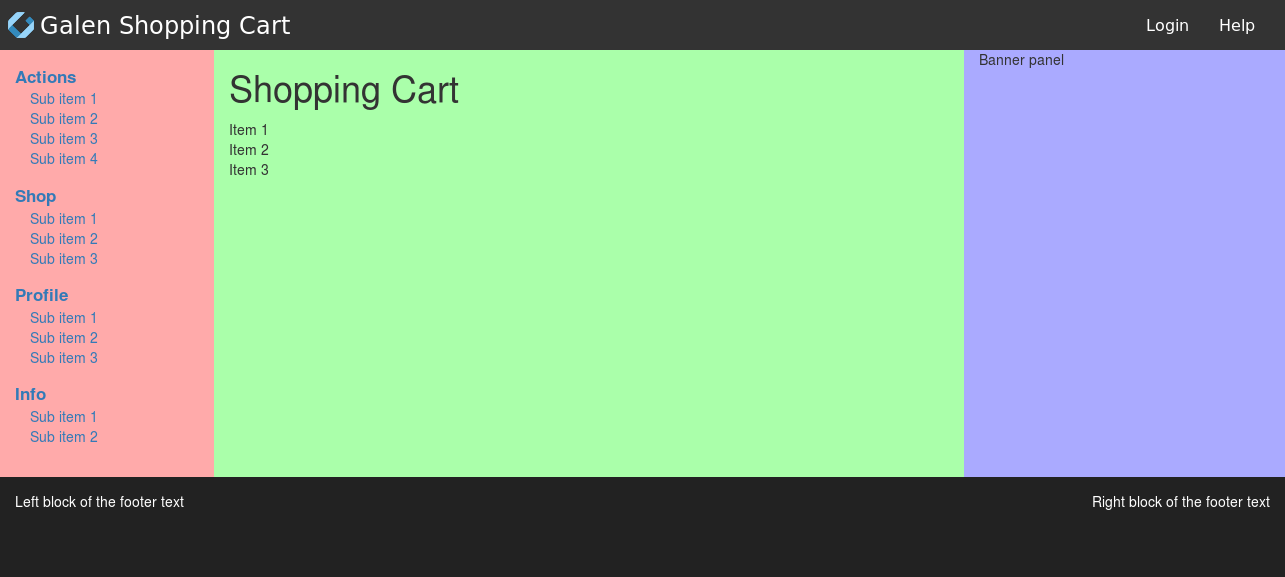 Galen Shopping Cart
Login
Help
Actions
Sub item 1
Sub item 2
Sub item 3
Sub item 4
Shop
Sub item 1
Sub item 2
Sub item 3
Profile
Sub item 1
Sub item 2
Sub item 3
Info
Sub item 1
Sub item 2
Shopping Cart
Item 1
Item 2
Item 3
Banner panel
Left block of the footer text
Right block of the footer text